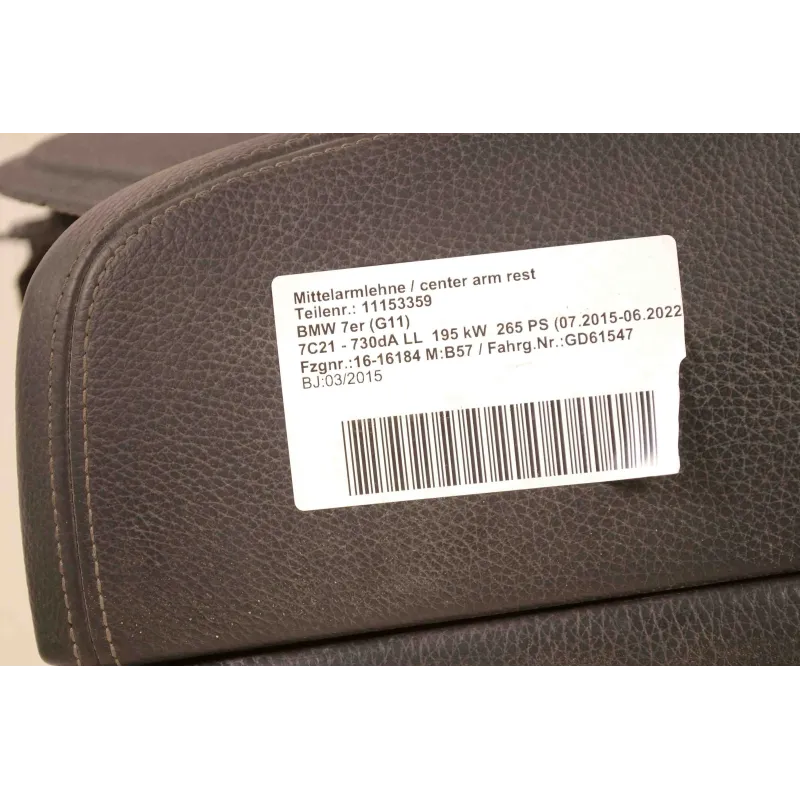 Mittelarmlehne / center arm rest
Teilenr.: 11153359
BMW 7er (G11)
7C21 - 730dA LL 195 kW 265 PS (07.2015-06.2022
Fzgnr.:16-16184 M:B57 / Fahrg.Nr.:GD61547
BJ:03/2015